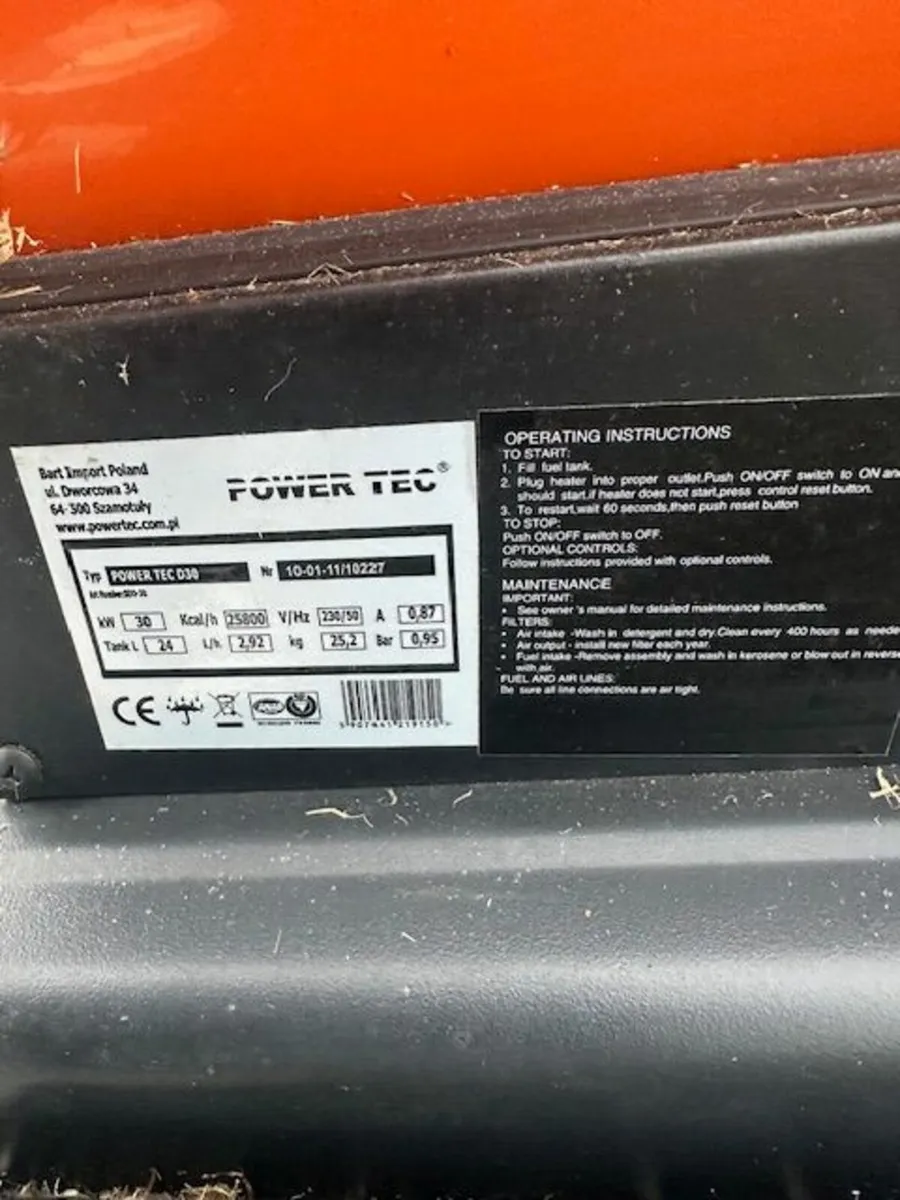 Bart Import Poland
ul. Dworcowa 34
64-300 Szamotuły
www.powertec.com.pl
POWER TEC®
Typ POWER TEC D30 Nr 10-01-11/10227
kW 30 Kcal/h 25800 V/Hz 230/50 A 0,87
Tank L 24 L/h 2,92 kg 25,2 Bar 0,95
CE
5 907641 219150 >
OPERATING INSTRUCTIONS
TO START:
1. Fill fuel tank.
2. Plug heater into proper outlet.Push ON/OFF switch to ON and
should start.if heater does not start,press control reset button.
3. To restart,wait 60 seconds,then push reset button
TO STOP:
Push ON/OFF switch to OFF.
OPTIONAL CONTROLS:
Follow instructions provided with optional controls.
MAINTENANCE
IMPORTANT:
• See owner's manual for detailed maintenance instructions.
FILTERS:
• Air intake -Wash in detergent and dry.Clean every 400 hours as neede
• Air output - install new filter each year.
• Fuel intake -Remove assembly and wash in kerosene or blow out in reverse
with air.
FUEL AND AIR LINES:
Be sure all line connections are air tight.